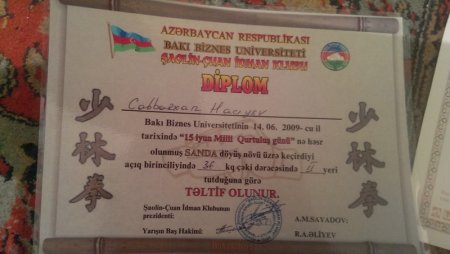 AZƏRBAYCAN RESPUBLİKASI
BAKI BİZNES UNİVERSİTETİ
ŞAOLİN-ÇUAN İDMAN KLUBU
DİPLOM
Cabbarxan Hacıyev
Bakı Biznes Universitetinin 14. 06. 2009- cu il
tarixində "15-iyun Milli Qurtuluş günü" nə həsr
olunmuş SANDA döyüş növü üzrə keçirdiyi
açıq birinciliyində 36 kq çəki dərəcəsində II yeri
tutduğuna görə
TƏLTİF OLUNUR.
Şaolin-Çuan İdman Klubunun
prezidenti:
A.M.SAVADOV:
Yarışın Baş Hakimi:
R.A.ƏLİYEV
少林拳
少林拳